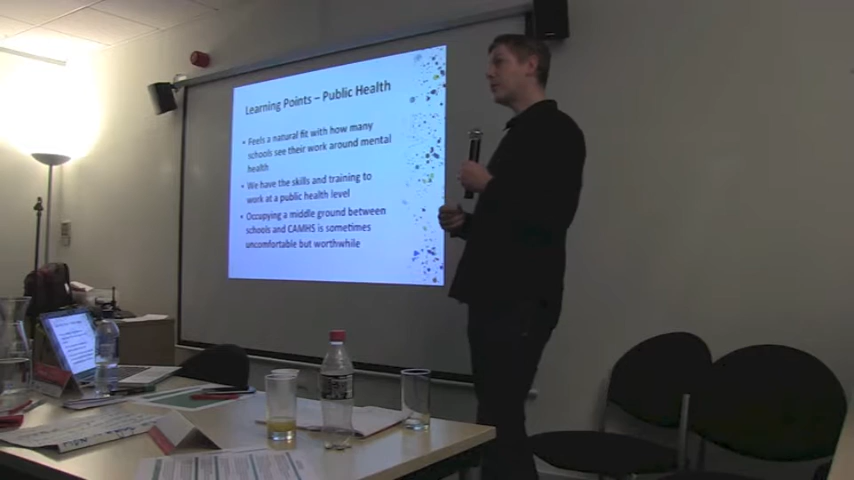 Learning Points – Public Health
• Feels a natural fit with how many
schools see their work around mental
health
• We have the skills and training to
work at a public health level
• Occupying a middle ground between
schools and CAMHS is sometimes
uncomfortable but worthwhile